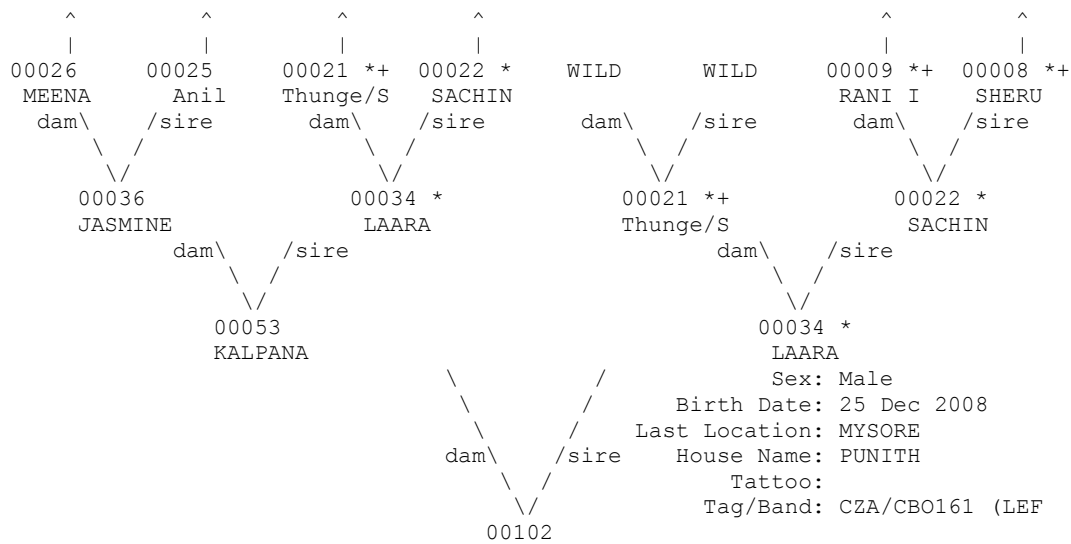 ^ ^ ^ ^ ^ ^
| | | | | |
00026 00025 00021 *+ 00022 * WILD WILD 00009 *+ 00008 *+
MEENA Anil Thunge/S SACHIN RANI I SHERU
dam\ /sire dam\ /sire dam\ /sire dam\ /sire
\ / \ / \ / \ /
\/ \/ \/ \/
00036 00034 * 00021 *+ 00022 *
JASMINE LAARA Thunge/S SACHIN
dam\ /sire dam\ /sire
\ / \ /
\/ \/
00053 00034 *
KALPANA LAARA
\ / Sex: Male
\ / Birth Date: 25 Dec 2008
\ / Last Location: MYSORE
dam\ /sire House Name: PUNITH
\ / Tattoo:
\/ Tag/Band: CZA/CBO161 (LEF
00102